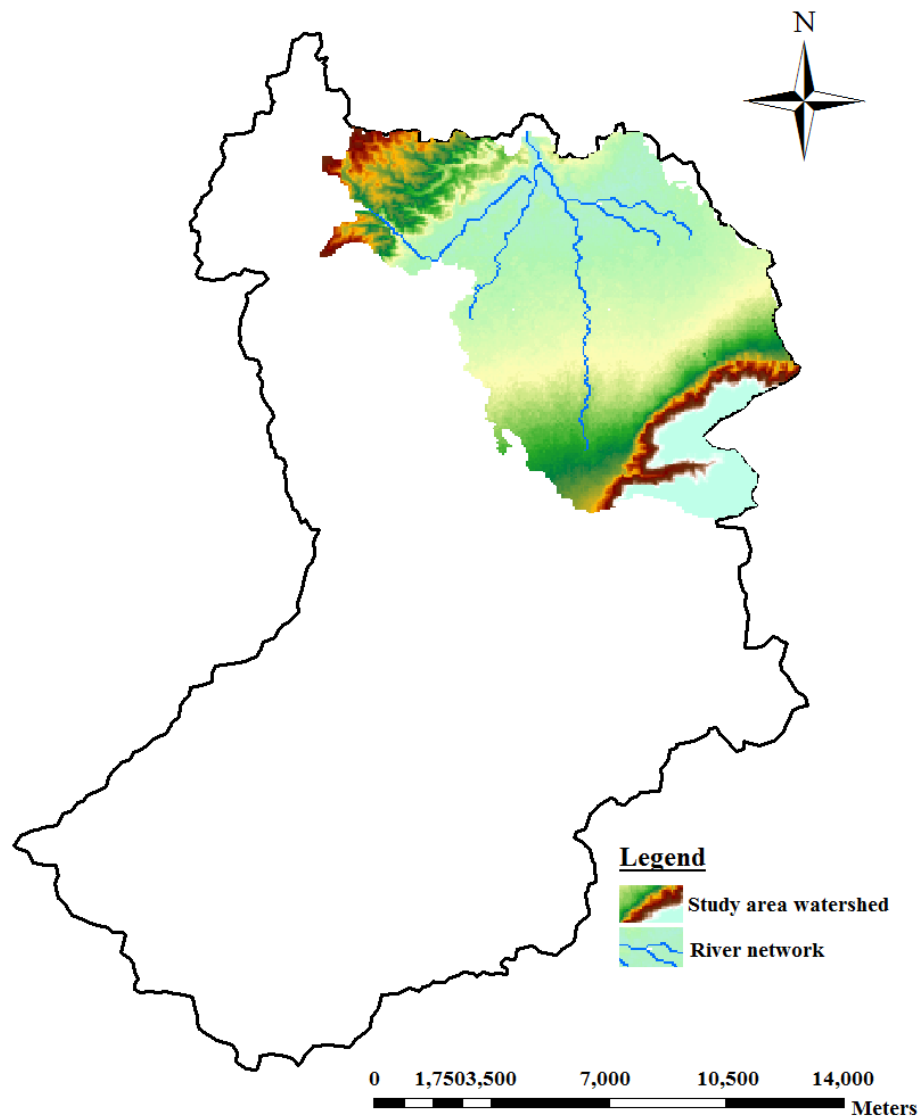 N
Legend
Study area watershed
River network
0 1,7503,500 7,000 10,500 14,000
Meters